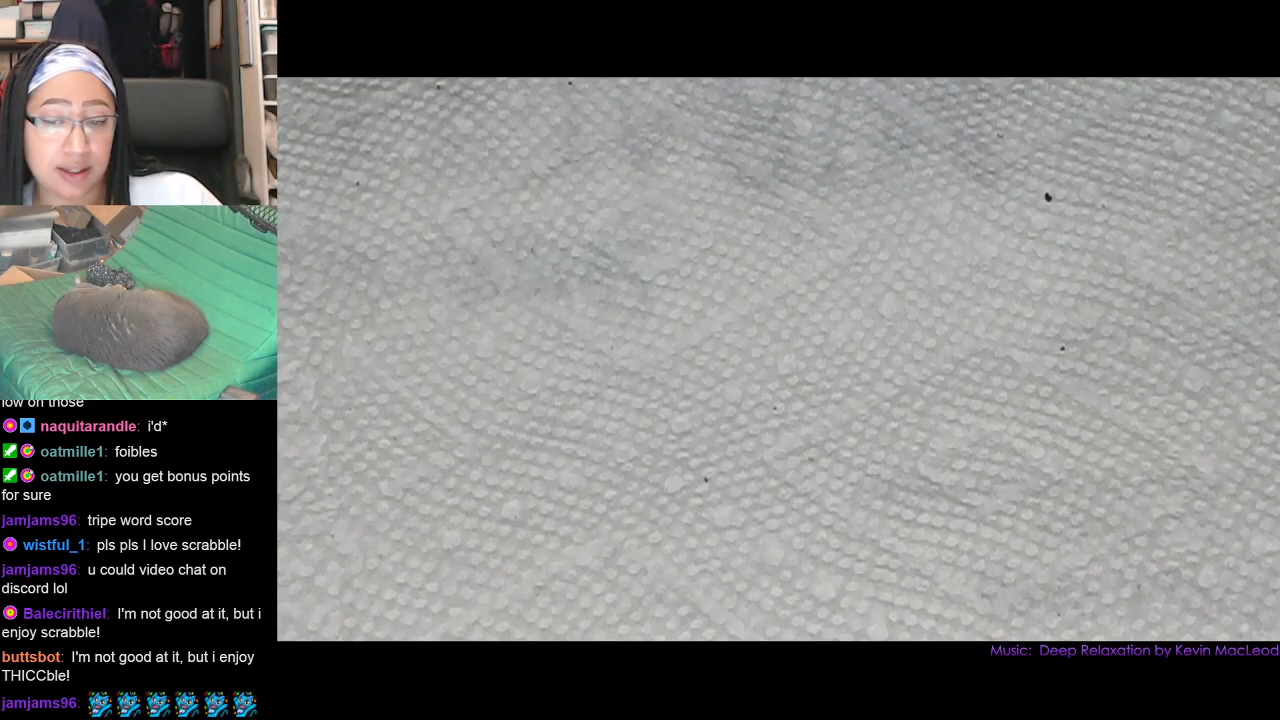 low on those
naquitarandle: i'd*
oatmille1: foibles
oatmille1: you get bonus points
for sure
jamjams96: tripe word score
wistful_1: pls pls I love scrabble!
jamjams96: u could video chat on
discord lol
Balecirithiel: I'm not good at it, but i
enjoy scrabble!
buttsbot: I'm not good at it, but i enjoy
THICCble!
jamjams96:
Music: Deep Relaxation by Kevin MacLeod